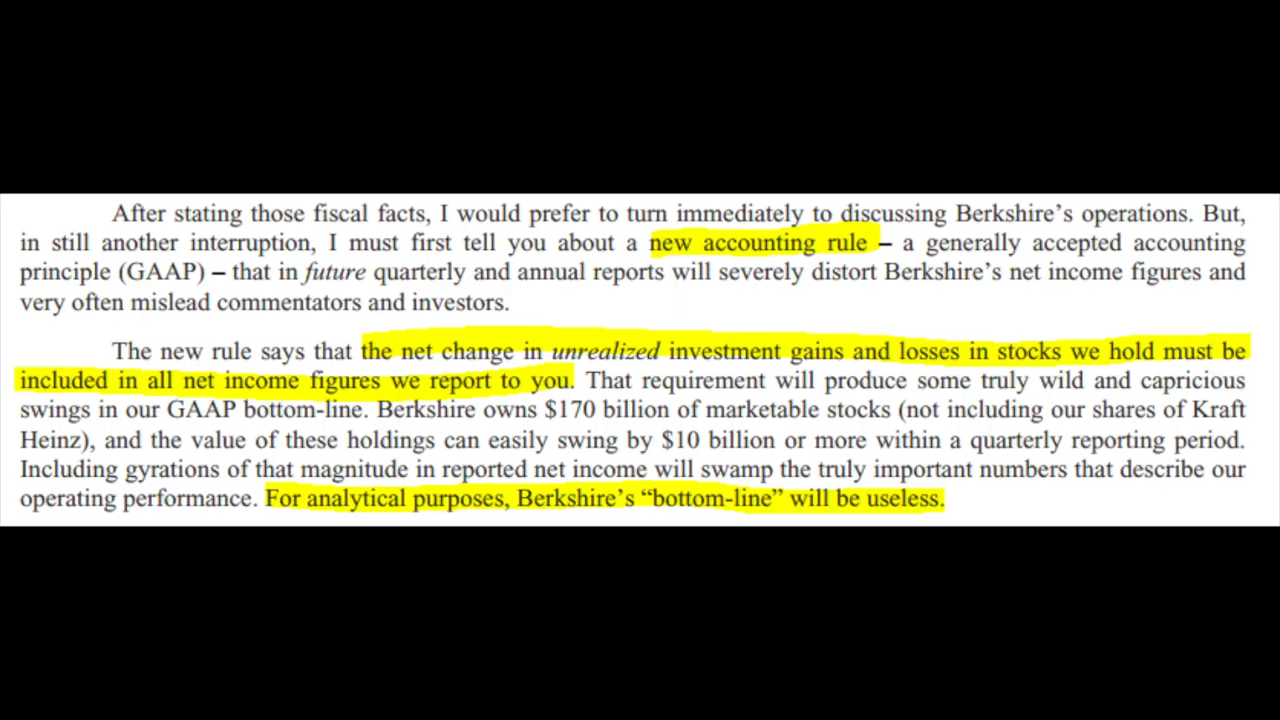 After stating those fiscal facts, I would prefer to turn immediately to discussing Berkshire’s operations. But,
in still another interruption, I must first tell you about a new accounting rule – a generally accepted accounting
principle (GAAP) – that in future quarterly and annual reports will severely distort Berkshire’s net income figures and
very often mislead commentators and investors.
The new rule says that the net change in unrealized investment gains and losses in stocks we hold must be
included in all net income figures we report to you. That requirement will produce some truly wild and capricious
swings in our GAAP bottom-line. Berkshire owns $170 billion of marketable stocks (not including our shares of Kraft
Heinz), and the value of these holdings can easily swing by $10 billion or more within a quarterly reporting period.
Including gyrations of that magnitude in reported net income will swamp the truly important numbers that describe our
operating performance. For analytical purposes, Berkshire’s “bottom-line” will be useless.